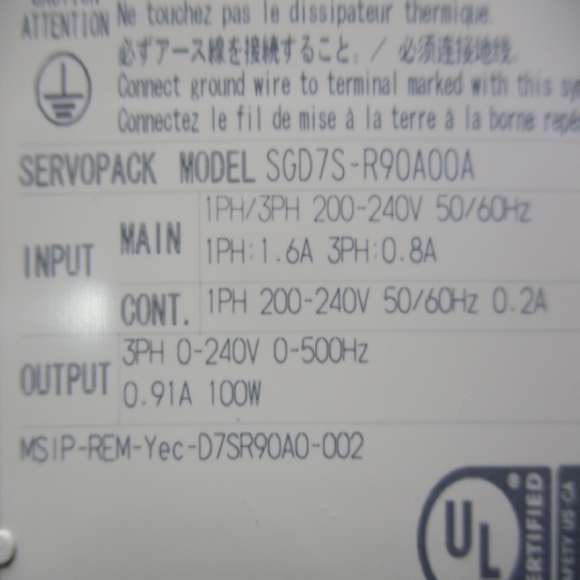 ATTENTION Ne touchez pas le dissipateur thermique.
必ずアース線を接続すること。/ 必须连接地线.
Connect ground wire to terminal marked with this sy
Connectez le fil de mise à la terre à la borne repé
SERVOPACK MODEL SGD7S-R90A00A
INPUT MAIN 1PH/3PH 200-240V 50/60Hz
1PH:1.6A 3PH:0.8A
CONT. 1PH 200-240V 50/60Hz 0.2A
OUTPUT 3PH 0-240V 0-500Hz
0.91A 100W
MSIP-REM-Yec-D7SR90A0-002
UL